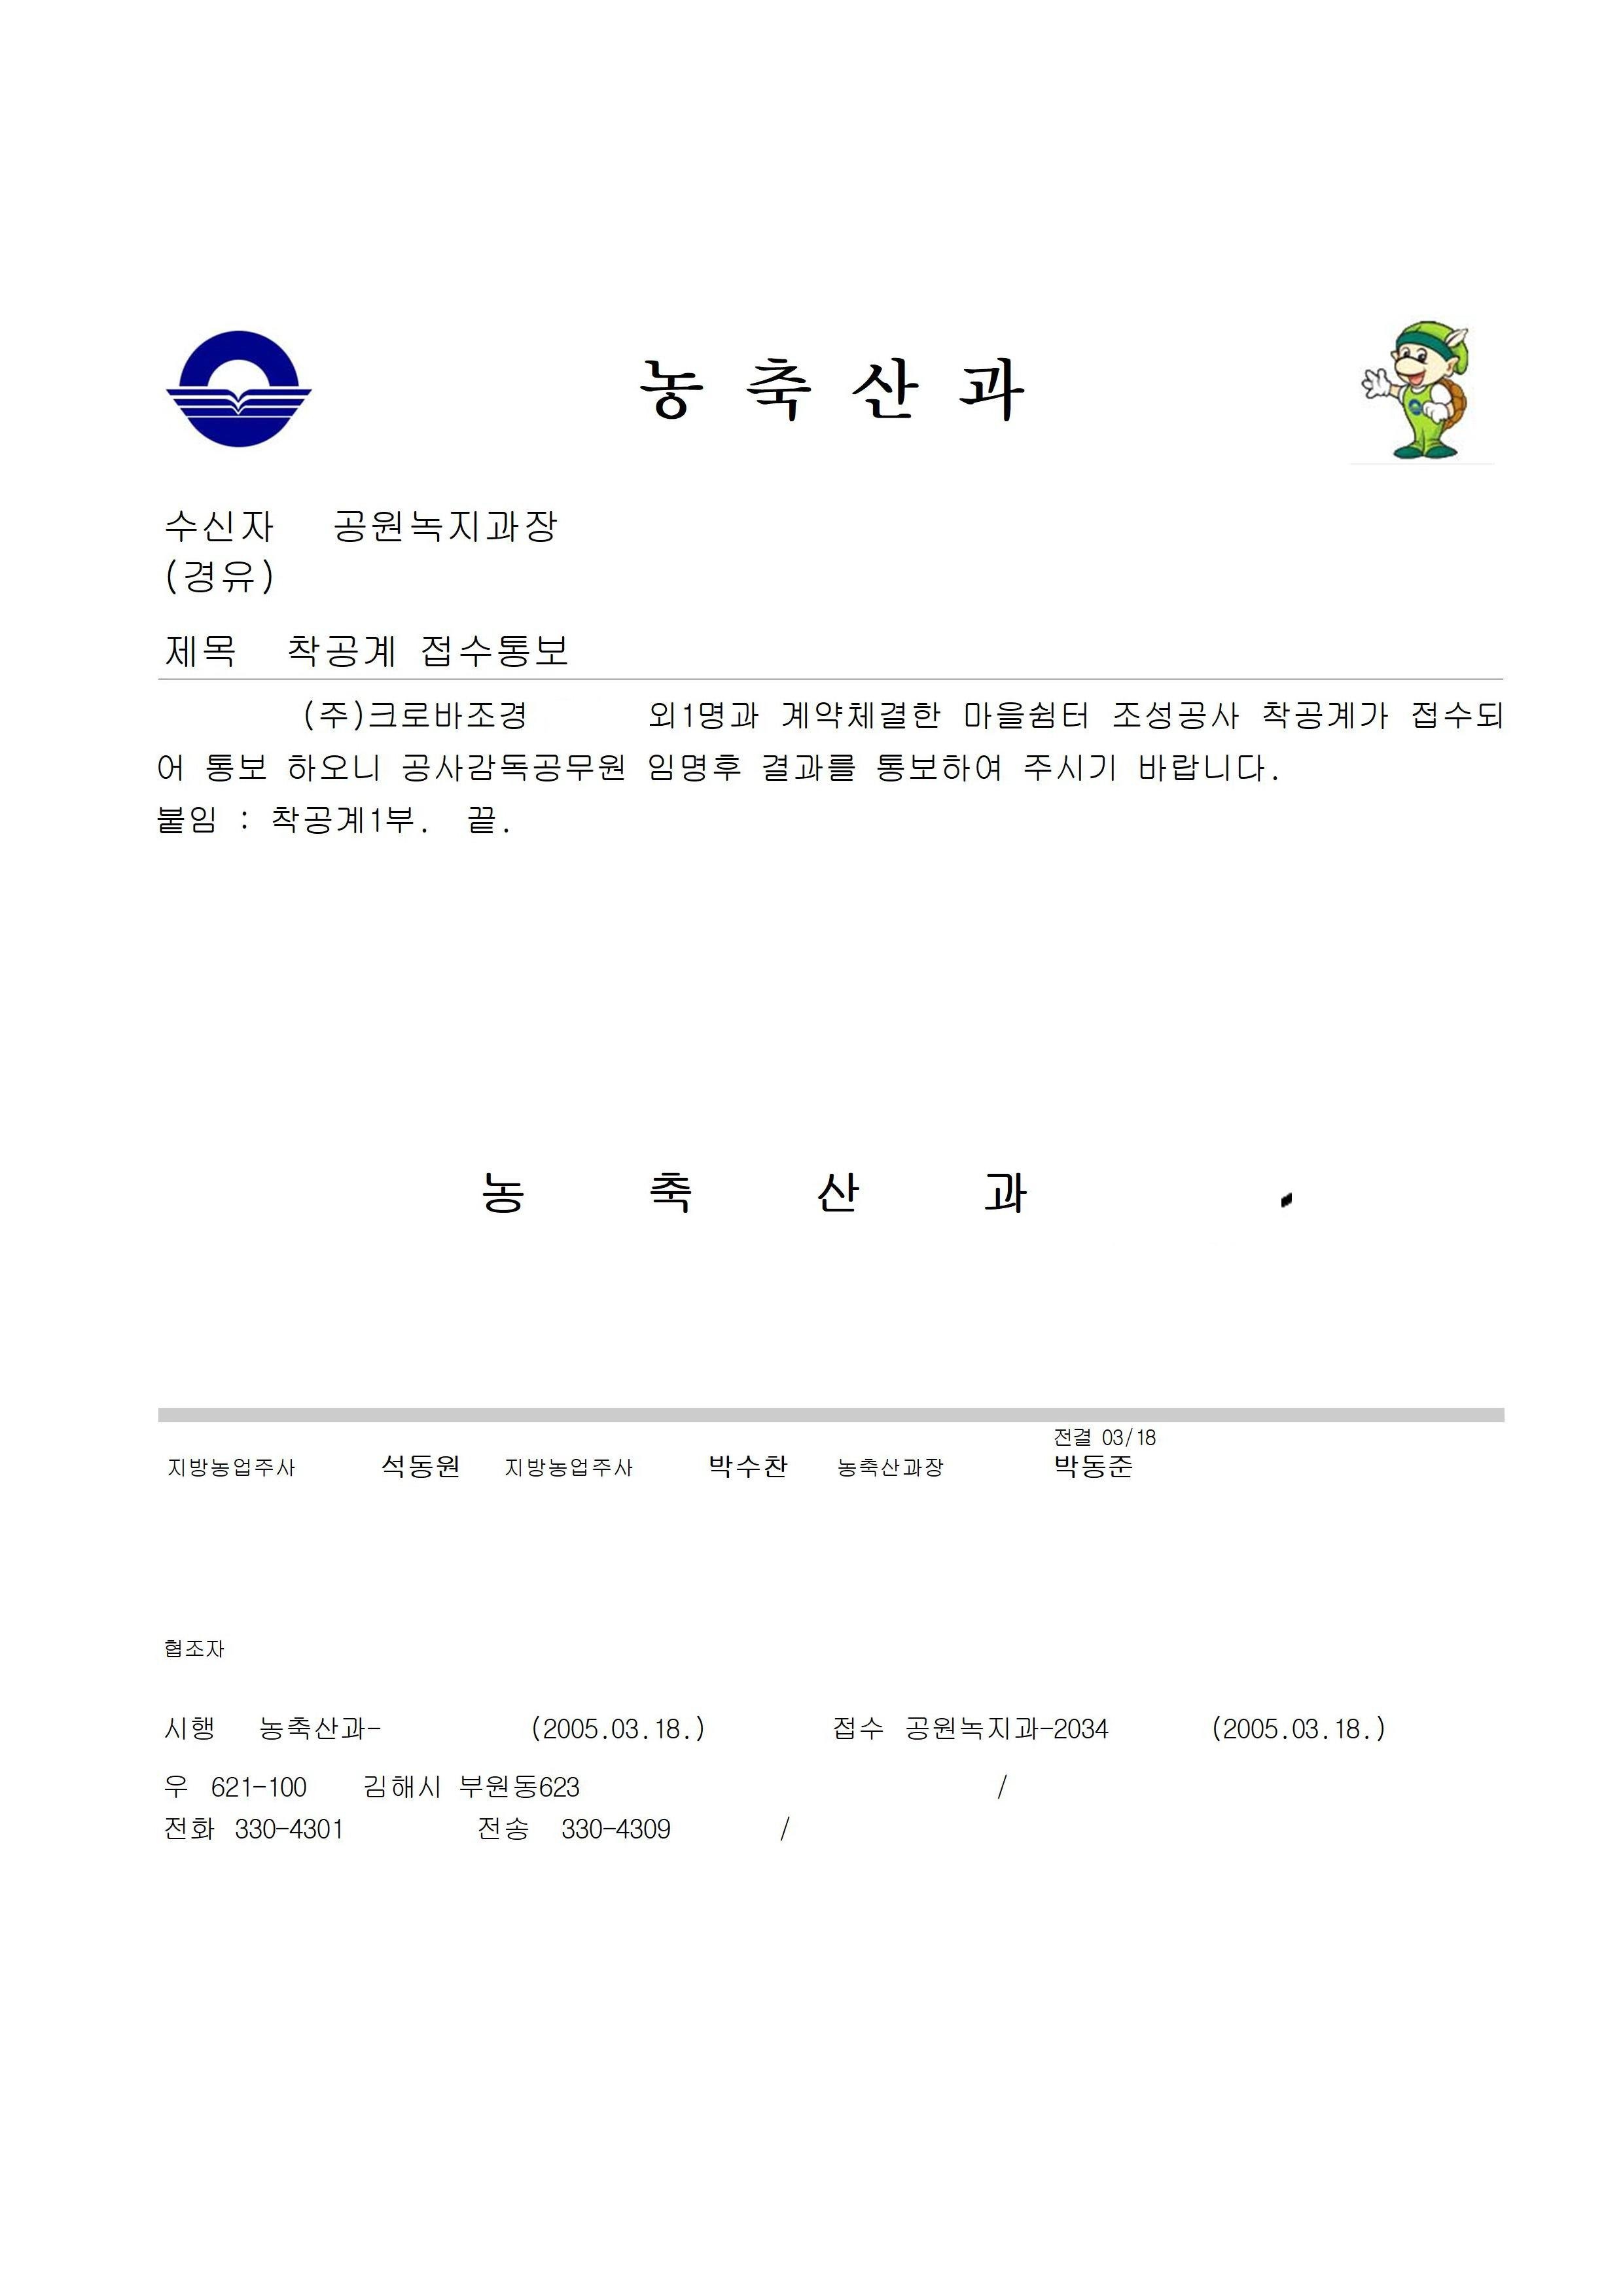 농 축 산 과
수신자 공원녹지과장
(경유)
제목 착공계 접수통보
(주)크로바조경 외1명과 계약체결한 마을쉼터 조성공사 착공계가 접수되
어 통보 하오니 공사감독공무원 임명후 결과를 통보하여 주시기 바랍니다.
붙임 : 착공계1부. 끝.
농 축 산 과
전결 03/18
지방농업주사 석동원 지방농업주사 박수찬 농축산과장 박동준
협조자
시행 농축산과- (2005.03.18.) 접수 공원녹지과-2034 (2005.03.18.)
우 621-100 김해시 부원동623 /
전화 330-4301 전송 330-4309 /